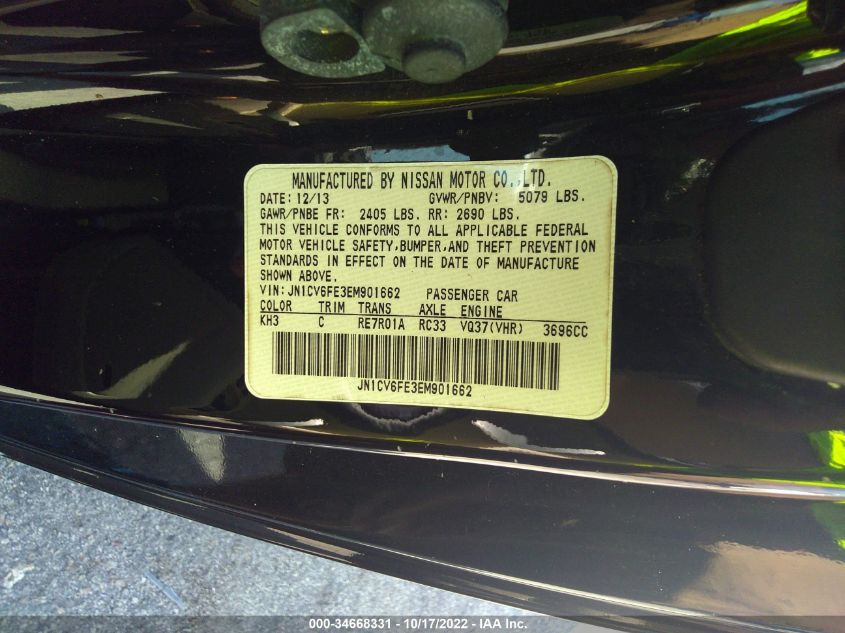 MANUFACTURED BY NISSAN MOTOR CO.,LTD.
DATE: 12/13 GVWR/PNBV: 5079 LBS.
GAWR/PNBE FR: 2405 LBS. RR: 2690 LBS.
THIS VEHICLE CONFORMS TO ALL APPLICABLE FEDERAL
MOTOR VEHICLE SAFETY,BUMPER,AND THEFT PREVENTION
STANDARDS IN EFFECT ON THE DATE OF MANUFACTURE
SHOWN ABOVE.
VIN:JN1CV6FE3EM901662 PASSENGER CAR
COLOR TRIM TRANS AXLE ENGINE
KH3 C RE7R01A RC33 VQ37(VHR) 3696CC
JN1CV6FE3EM901662
000-34668331 - 10/17/2022 - IAA Inc.